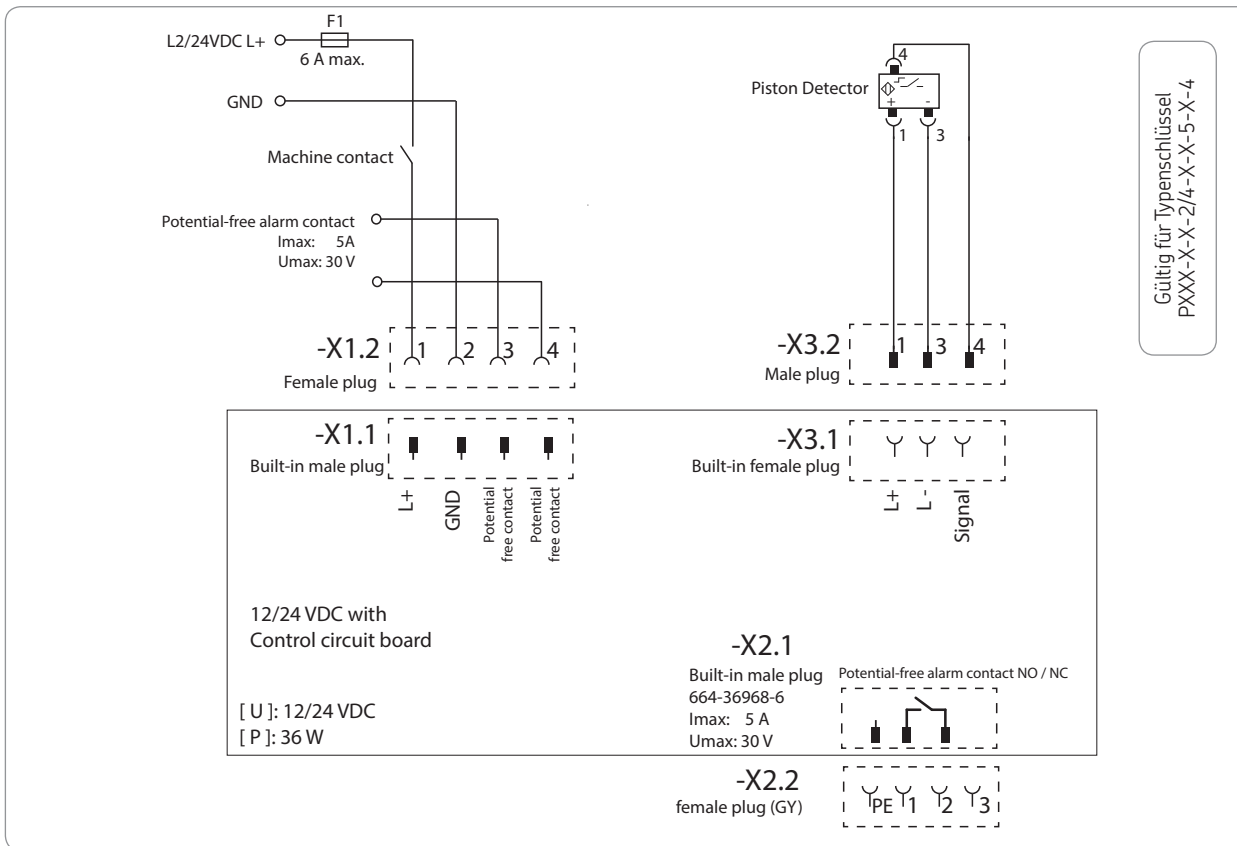 F1
L2/24VDC L+
6 A max.
GND
Machine contact
Potential-free alarm contact
Imax: 5A
Umax: 30 V
-X1.2
Female plug
1 2 3 4
-X1.1
Built-in male plug
L+
GND
Potential
free contact
Potential
free contact
4
Piston Detector
+ -
1 3
-X3.2
Male plug
1 3 4
-X3.1
Built-in female plug
L+
L -
Signal
12/24 VDC with
Control circuit board
[ U ]: 12/24 VDC
[ P ]: 36 W
-X2.1
Built-in male plug
664-36968-6
Imax: 5 A
Umax: 30 V
Potential-free alarm contact NO / NC
-X2.2
female plug (GY)
PE 1 2 3
Gültig für Typenschlüssel
PXXX-X-X-2/4-X-X-5-X-4